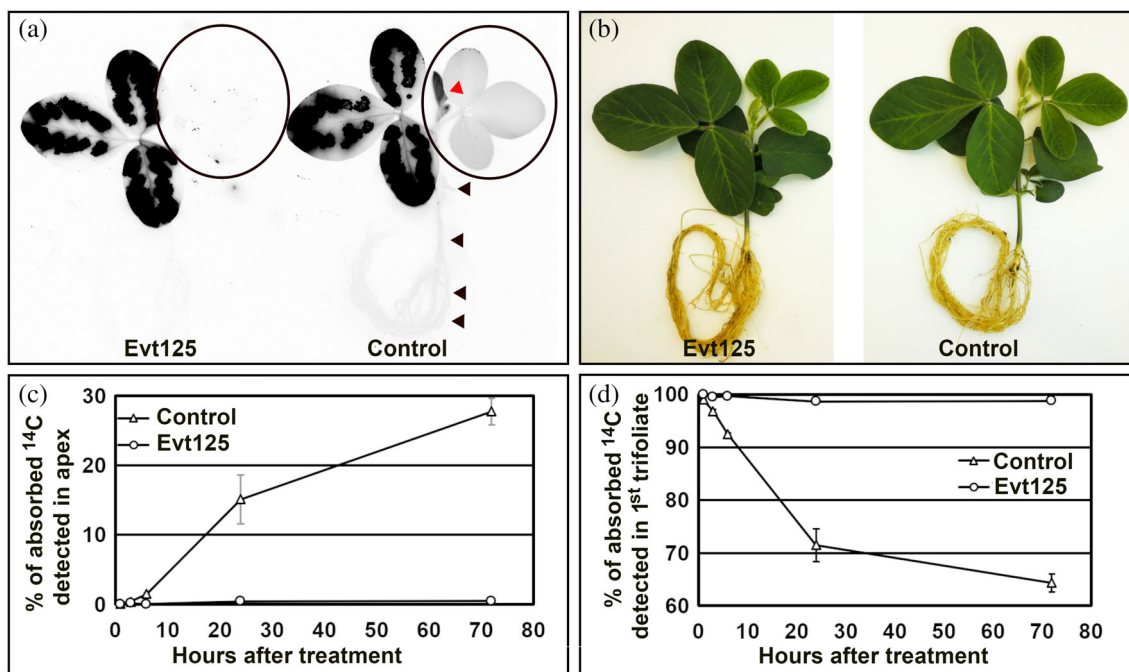 (a)
Evt125
Control
(b)
Evt125
Control
(c)
% of absorbed ¹⁴C
detected in apex
30
20
10
0
Control
Evt125
0
10
20
30
40
50
60
70
80
Hours after treatment
(d)
% of absorbed ¹⁴C
detected in 1st trifoliate
100
90
80
70
60
Control
Evt125
0
10
20
30
40
50
60
70
80
Hours after treatment